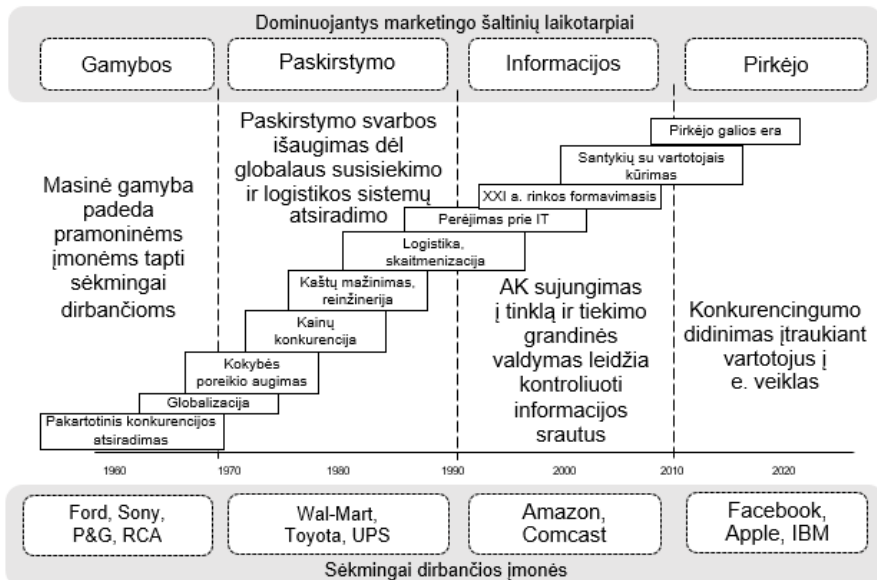 Dominuojantys marketingo šaltinių laikotarpiai
Gamybos
Paskirstymo
Informacijos
Pirkėjo
Masinė gamyba
padeda
pramoninėms
įmonėms tapti
sėkmingai
dirbančioms
Paskirstymo svarbos
išaugimas dėl
globalaus susisiekimo
ir logistikos sistemų
atsiradimo
Pirkėjo galios era
Santykių su vartotojais
kūrimas
XXI a. rinkos formavimasis
Perėjimas prie IT
Logistika,
skaitmenizacija
Kaštų mažinimas,
reinžinerija
Kainų
konkurencija
Kokybės
poreikio augimas
Globalizacija
Pakartotinis konkurencijos
atsiradimas
AK sujungimas
į tinklą ir tiekimo
grandinės
valdymas leidžia
kontroliuoti
informacijos
srautus
Konkurencingumo
didinimas įtraukiant
vartotojus į
e. veiklas
1960
1970
1980
1990
2000
2010
2020
Ford, Sony,
P&G, RCA
Wal-Mart,
Toyota, UPS
Amazon,
Comcast
Facebook,
Apple, IBM
Sėkmingai dirbančios įmonės